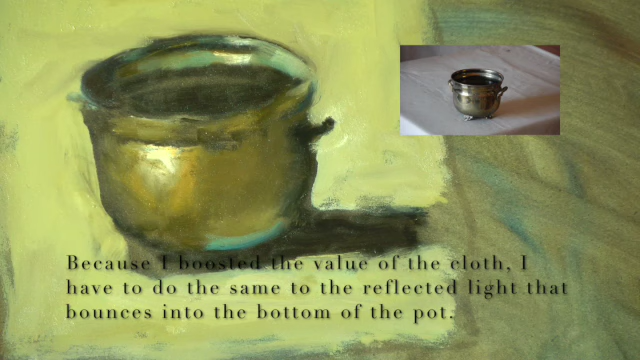 Because I boosted the value of the cloth, I
have to do the same to the reflected light that
bounces into the bottom of the pot.